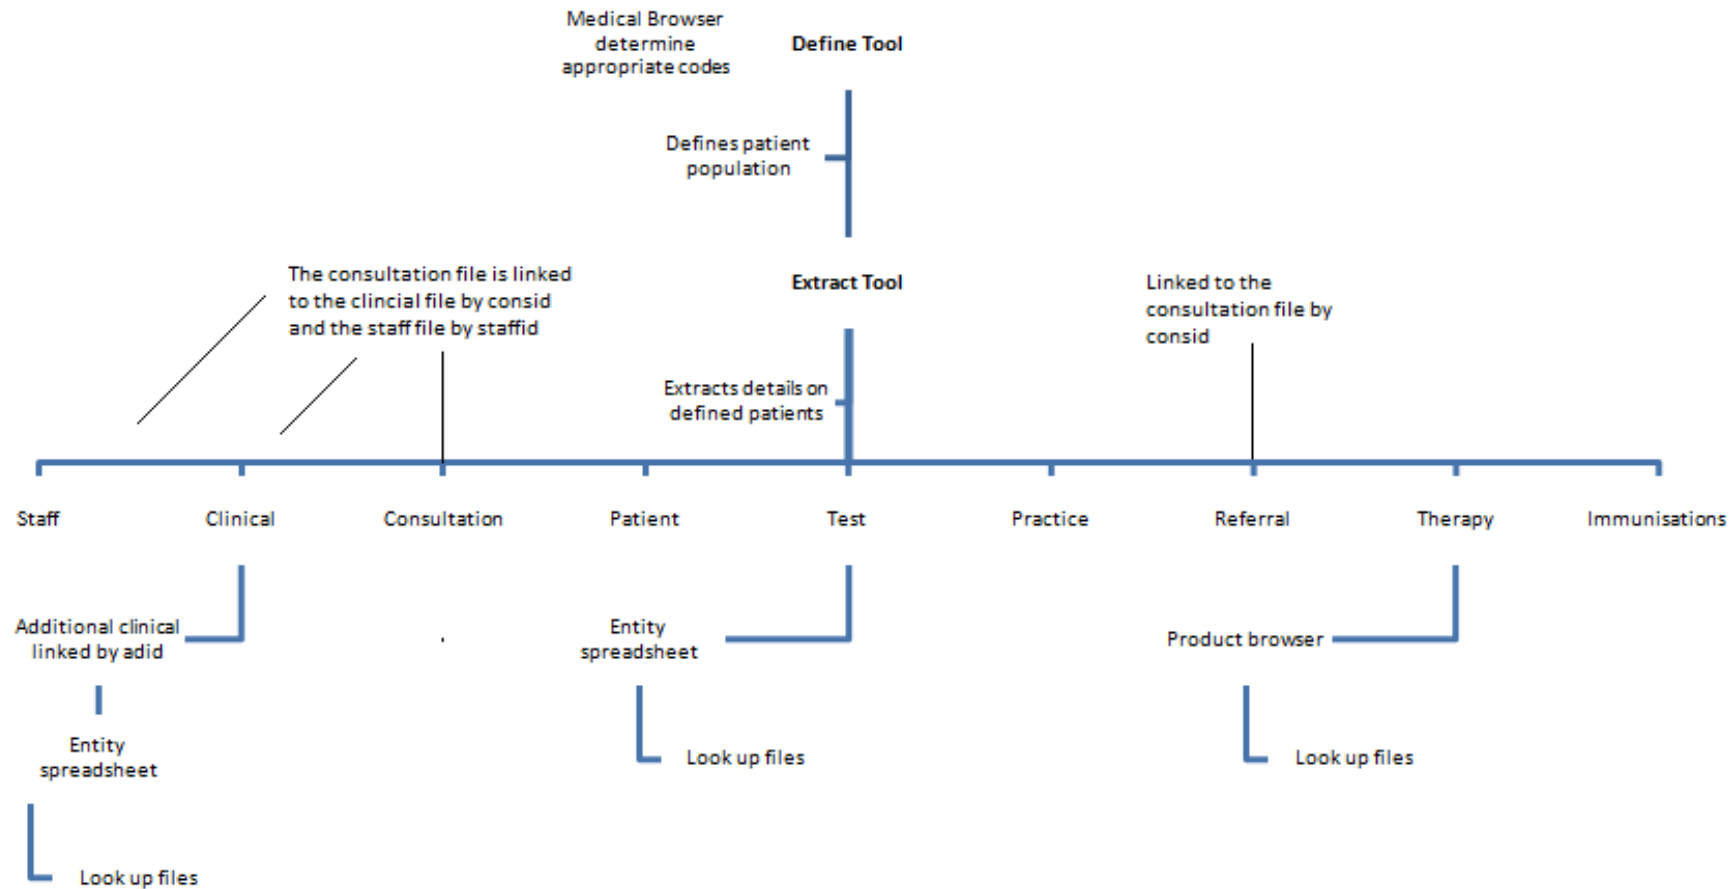 Medical Browser
determine
appropriate codes
Define Tool
Defines patient
population
The consultation file is linked
to the clincial file by consid
and the staff file by staffid
Extract Tool
Linked to the
consultation file by
consid
Extracts details on
defined patients
Staff
Clinical
Consultation
Patient
Test
Practice
Referral
Therapy
Immunisations
Additional clinical
linked by adid
Entity
spreadsheet
Product browser
Entity
spreadsheet
Look up files
Look up files
Look up files